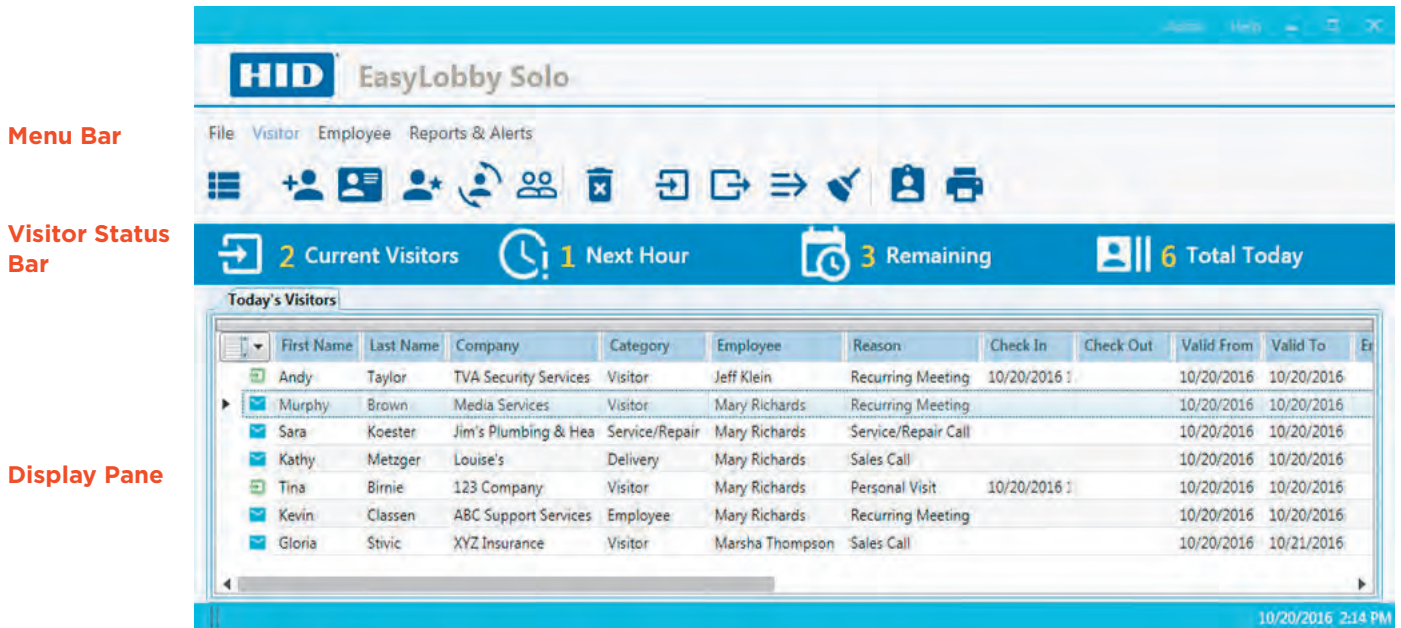 Admin Help
HID EasyLobby Solo
Menu Bar
File Visitor Employee Reports & Alerts
Visitor Status
Bar
2 Current Visitors 1 Next Hour 3 Remaining 6 Total Today
Today's Visitors
First Name Last Name Company Category Employee Reason Check In Check Out Valid From Valid To
Andy Taylor TVA Security Services Visitor Jeff Klein Recurring Meeting 10/20/2016 1
Murphy Brown Media Services Visitor Mary Richards Recurring Meeting 10/20/2016 10/20/2016
Sara Koester Jim's Plumbing & Hea Service/Repair Mary Richards Service/Repair Call 10/20/2016 10/20/2016
Display Pane
Kathy Metzger Louise's Delivery Mary Richards Sales Call 10/20/2016 10/20/2016
Tina Birnie 123 Company Visitor Mary Richards Personal Visit 10/20/2016 1 10/20/2016 10/20/2016
Kevin Classen ABC Support Services Employee Mary Richards Recurring Meeting 10/20/2016 10/20/2016
Gloria Stivic XYZ Insurance Visitor Marsha Thompson Sales Call 10/20/2016 10/21/2016
10/20/2016 2:14 PM